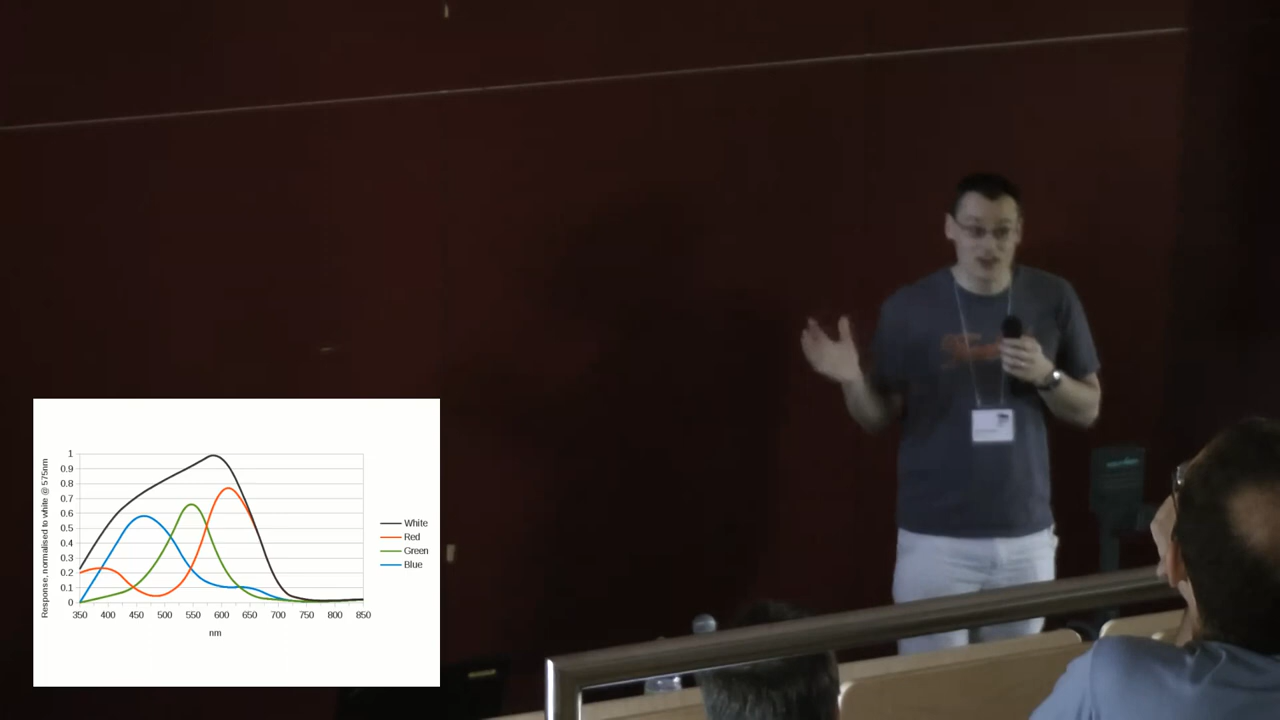 Response, normalised to white @ 575nm
1
0.9
0.8
0.7
0.6
0.5
0.4
0.3
0.2
0.1
0
350 400 450 500 550 600 650 700 750 800 850
nm
White
Red
Green
Blue